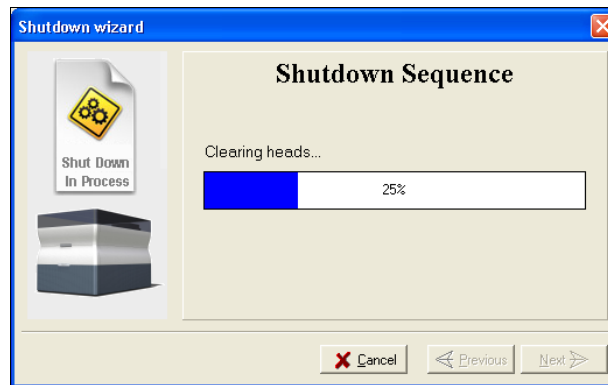 Shutdown wizard
Shutdown Sequence
Shut Down
In Process
Clearing heads...
25%
Cancel
Previous
Next